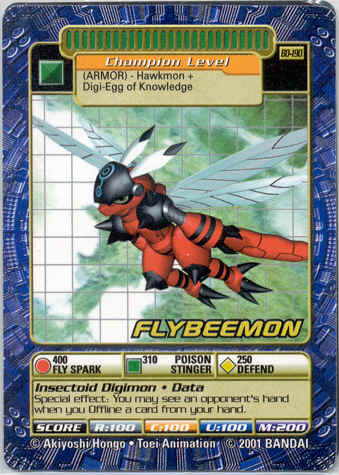 Champion Level
BO-190
(ARMOR) - Hawkmon +
Digi-Egg of Knowledge
FLYBEEMON
400 FLY SPARK
310 POISON STINGER
250 DEFEND
Insectoid Digimon • Data
Special effect: You may see an opponent's hand
when you Offline a card from your hand.
SCORE R:100 C:100 U:100 M:200
© Akiyoshi Hongo • Toei Animation • © 2001 BANDAI